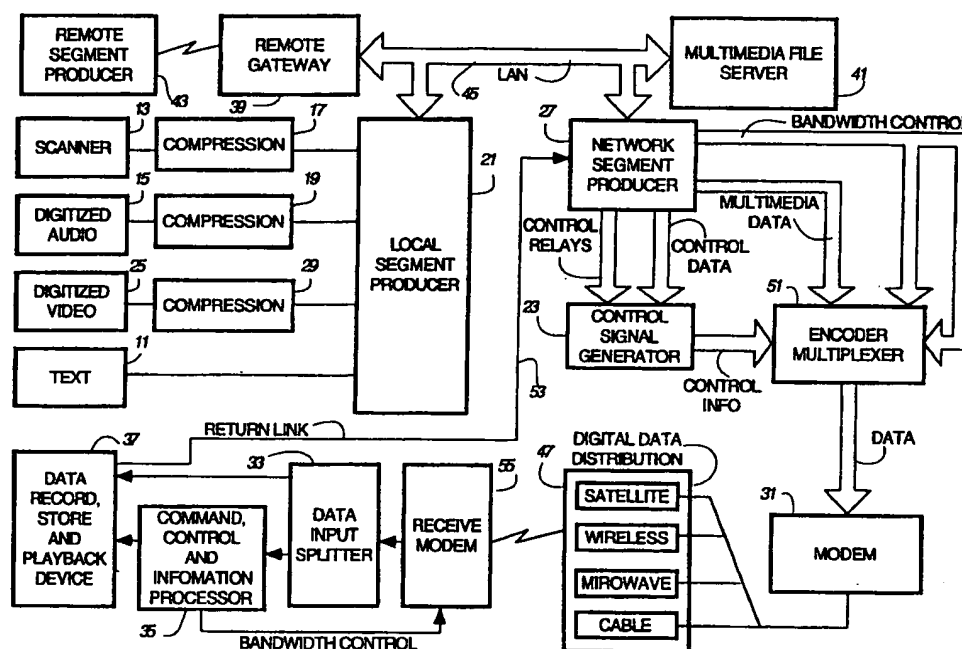 REMOTE
SEGMENT
PRODUCER
43
REMOTE
GATEWAY
39
45
LAN
MULTIMEDIA FILE
SERVER
41
13
SCANNER
17
COMPRESSION
15
DIGITIZED
AUDIO
19
COMPRESSION
25
DIGITIZED
VIDEO
29
COMPRESSION
11
TEXT
21
LOCAL
SEGMENT
PRODUCER
27
NETWORK
SEGMENT
PRODUCER
BANDWIDTH CONTROL
MULTIMEDIA
DATA
CONTROL
RELAYS
CONTROL
DATA
23
CONTROL
SIGNAL
GENERATOR
CONTROL
INFO
51
ENCODER
MULTIPLEXER
53
RETURN LINK
DATA
37
DATA
RECORD,
STORE
AND
PLAYBACK
DEVICE
COMMAND,
CONTROL
AND
INFOMATION
PROCESSOR
35
33
DATA
INPUT
SPLITTER
55
RECEIVE
MODEM
BANDWIDTH CONTROL
47
DIGITAL DATA
DISTRIBUTION
SATELLITE
WIRELESS
MIROWAVE
CABLE
31
MODEM